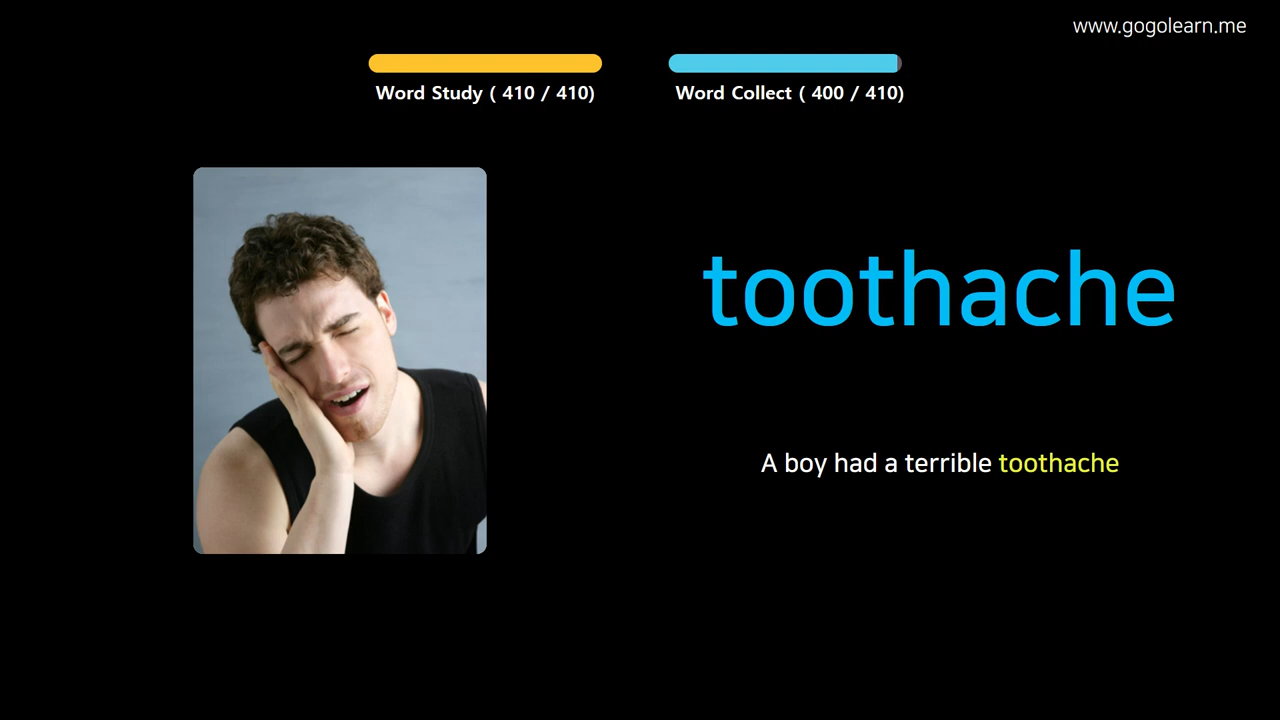 www.gogolearn.me
Word Study ( 410 / 410)
Word Collect ( 400 / 410)
toothache
A boy had a terrible toothache